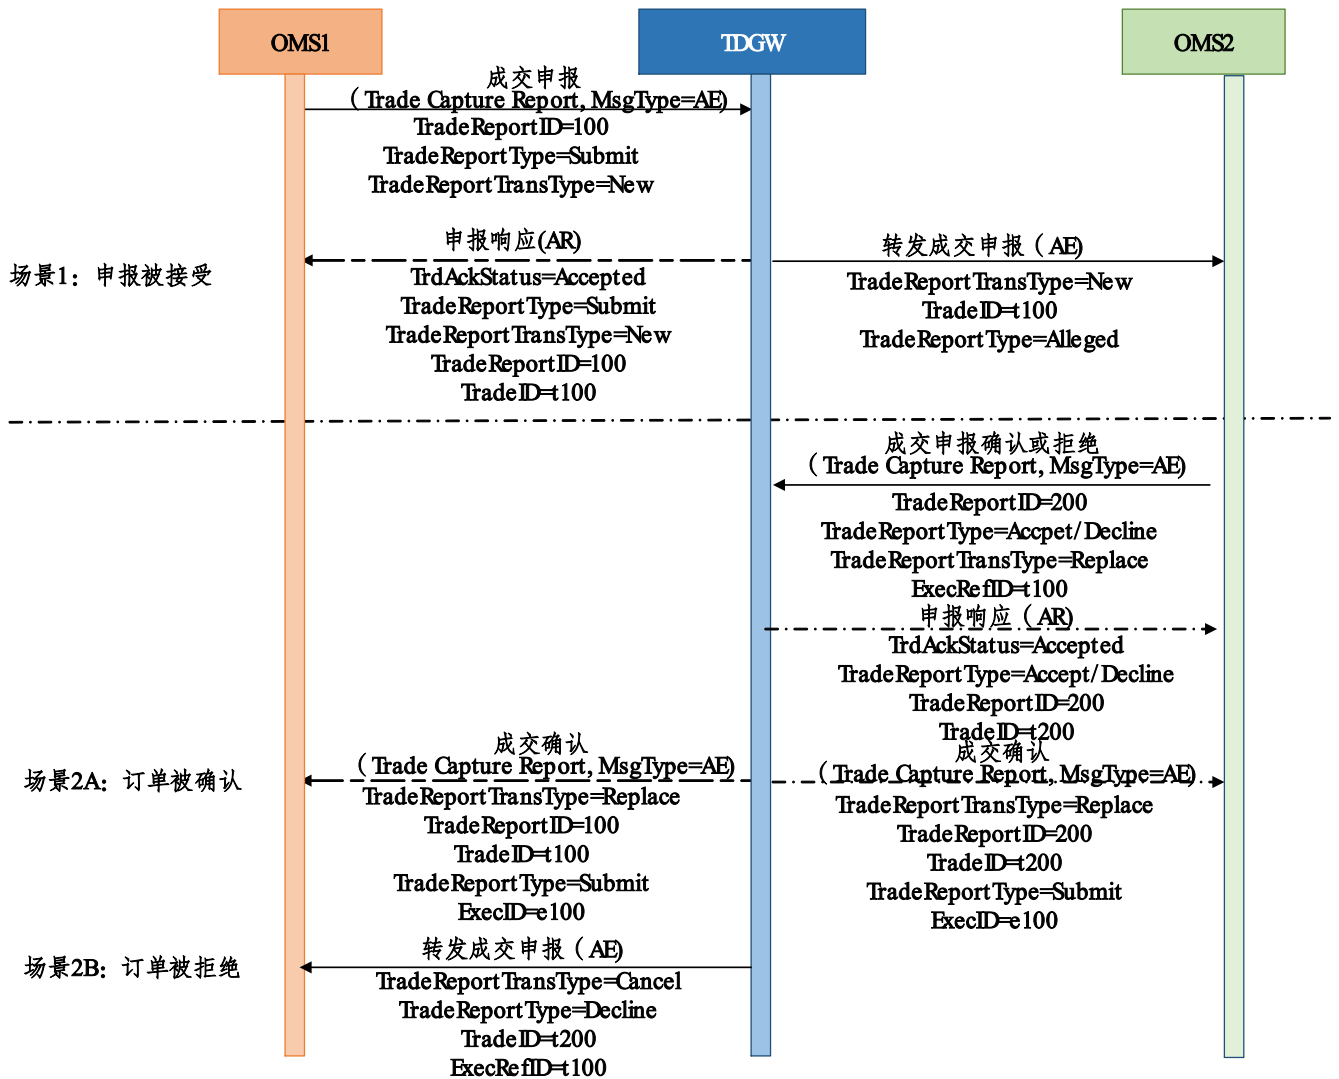 OMS1
TDGW
OMS2
成交申报
（Trade Capture Report, MsgType=AE)
TradeReportID=100
TradeReportType=Submit
TradeReportTransType=New
场景1：申报被接受
申报响应(AR)
TrdAckStatus=Accepted
TradeReportType=Submit
TradeReportTransType=New
TradeReportID=100
TradeID=t100
转发成交申报（AE)
TradeReportTransType=New
TradeID=t100
TradeReportType=Alleged
成交申报确认或拒绝
（Trade Capture Report, MsgType=AE)
TradeReportID=200
TradeReportType=Accpet/Decline
TradeReportTransType=Replace
ExecRefID=t100
申报响应（AR)
TrdAckStatus=Accepted
TradeReportType=Accept/Decline
TradeReportID=200
TradeID=t200
场景2A：订单被确认
成交确认
（Trade Capture Report, MsgType=AE)
TradeReportTransType=Replace
TradeReportID=100
TradeID=t100
TradeReportType=Submit
ExecID=e100
成交确认
（Trade Capture Report, MsgType=AE)
TradeReportTransType=Replace
TradeReportID=200
TradeID=t200
TradeReportType=Submit
ExecID=e100
场景2B：订单被拒绝
转发成交申报（AE)
TradeReportTransType=Cancel
TradeReportType=Decline
TradeID=t200
ExecRefID=t100